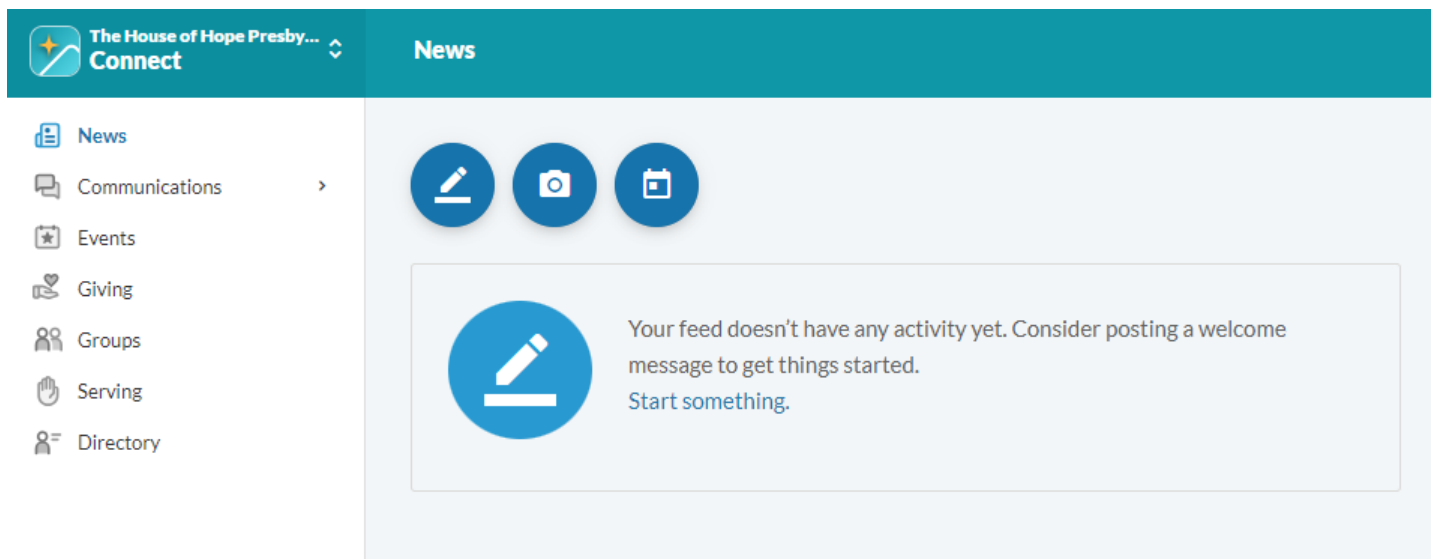 The House of Hope Presby...
Connect
News
News
Communications
Events
Giving
Groups
Serving
Directory
Your feed doesn't have any activity yet. Consider posting a welcome
message to get things started.
Start something.